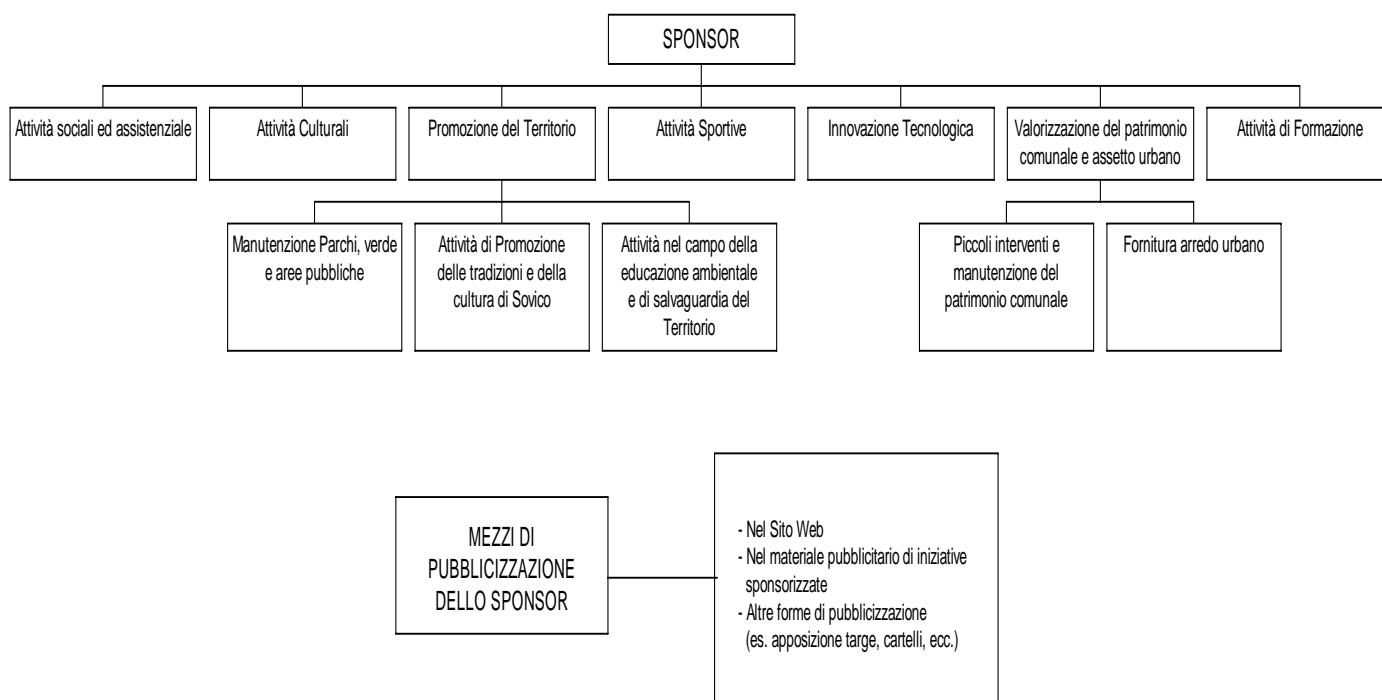 SPONSOR
Attività sociali ed assistenziale
Attività Culturali
Promozione del Territorio
Attività Sportive
Innovazione Tecnologica
Valorizzazione del patrimonio
comunale e assetto urbano
Attività di Formazione
Manutenzione Parchi, verde
e aree pubbliche
Attività di Promozione
delle tradizioni e della
cultura di Sovico
Attività nel campo della
educazione ambientale
e di salvaguardia del
Territorio
Piccoli interventi e
manutenzione del
patrimonio comunale
Fornitura arredo urbano
MEZZI DI
PUBBLICIZZAZIONE
DELLO SPONSOR
- Nel Sito Web
- Nel materiale pubblicitario di iniziative
sponsorizzate
- Altre forme di pubblicizzazione
(es. apposizione targe, cartelli, ecc.)